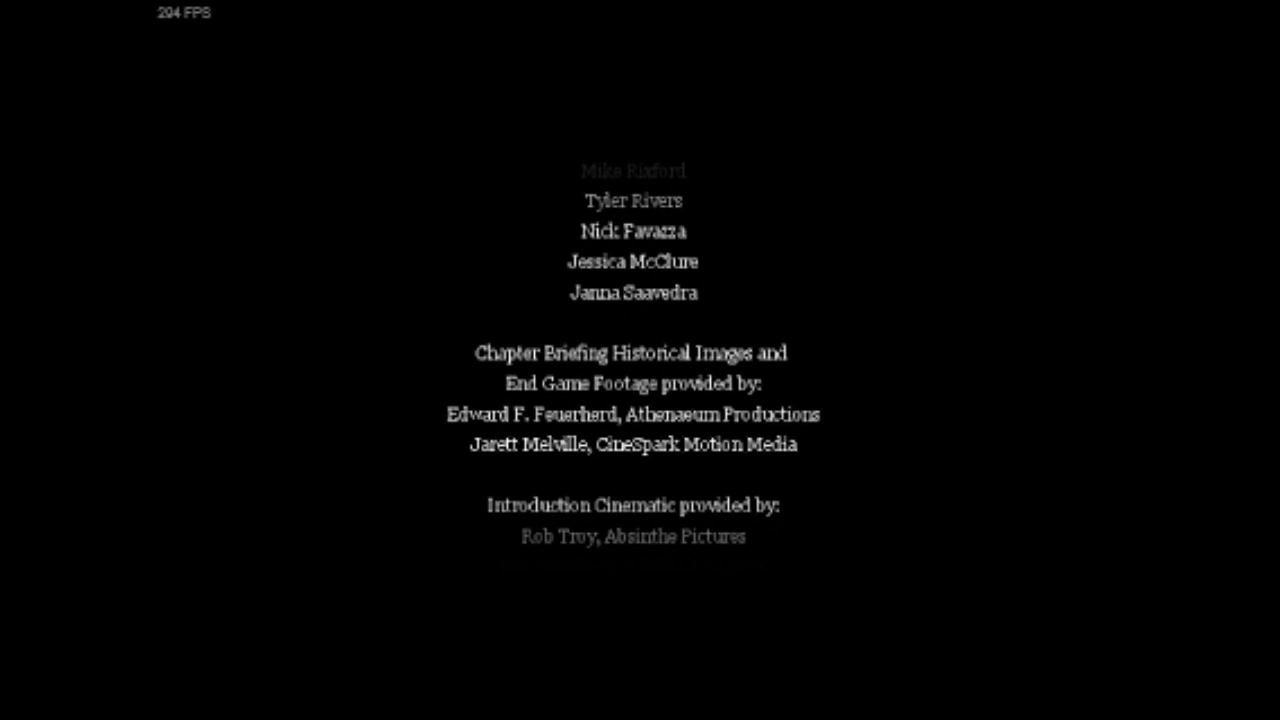 294 FPS
Mike Rixford
Tyler Rivers
Nick Favazza
Jessica McClure
Janna Saavedra
Chapter Briefing Historical Images and
End Game Footage provided by:
Edward F. Feuerherd, Athenaeum Productions
Jarett Melville, CineSpark Motion Media
Introduction Cinematic provided by:
Rob Troy, Absinthe Pictures